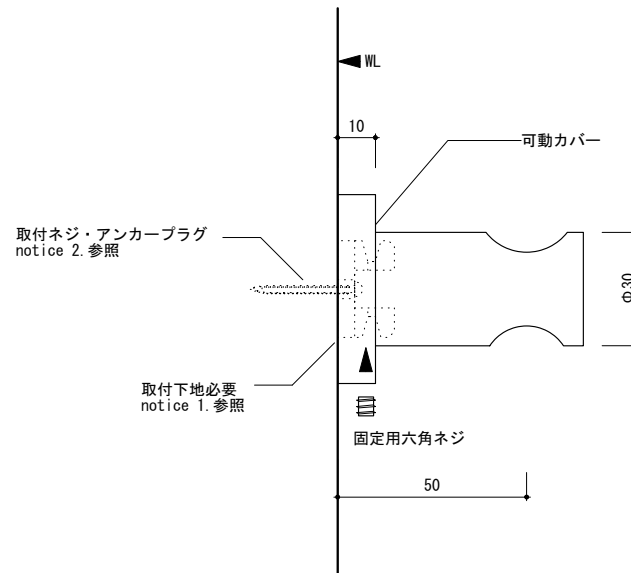 WL
10
可動カバー
取付ネジ・アンカープラグ
notice 2.参照
Φ30
取付下地必要
notice 1.参照
固定用六角ネジ
50